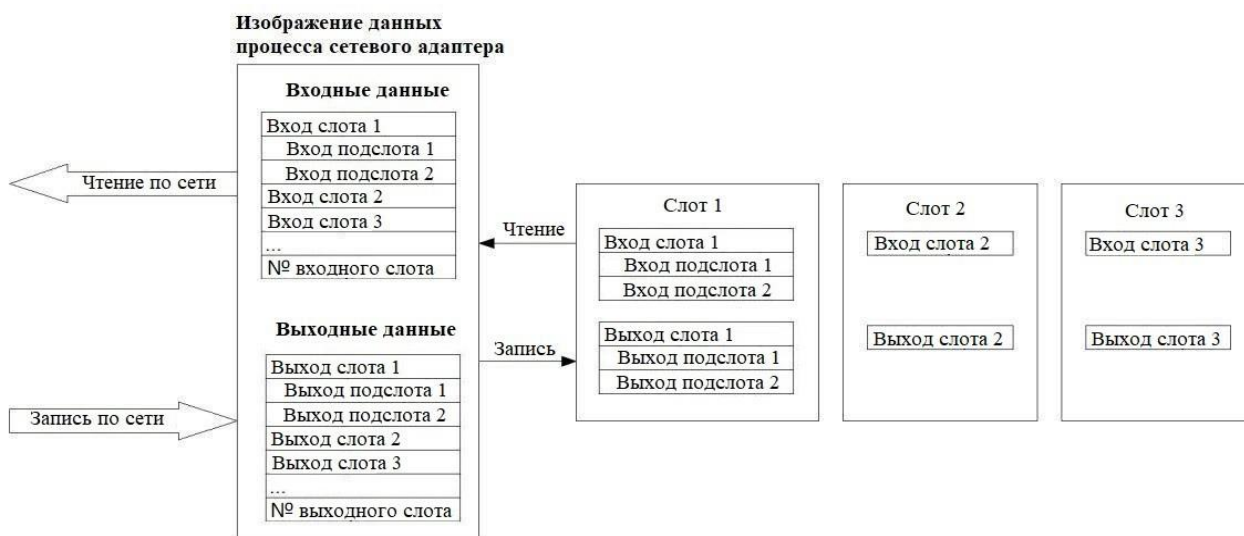 Изображение данных
процесса сетевого адаптера
Входные данные
Вход слота 1
Вход подслота 1
Вход подслота 2
Вход слота 2
Вход слота 3
...
№ входного слота
Выходные данные
Выход слота 1
Выход подслота 1
Выход подслота 2
Выход слота 2
Выход слота 3
...
№ выходного слота
Чтение по сети
Запись по сети
Чтение
Запись
Слот 1
Вход слота 1
Вход подслота 1
Вход подслота 2
Выход слота 1
Выход подслота 1
Выход подслота 2
Слот 2
Вход слота 2
Выход слота 2
Слот 3
Вход слота 3
Выход слота 3